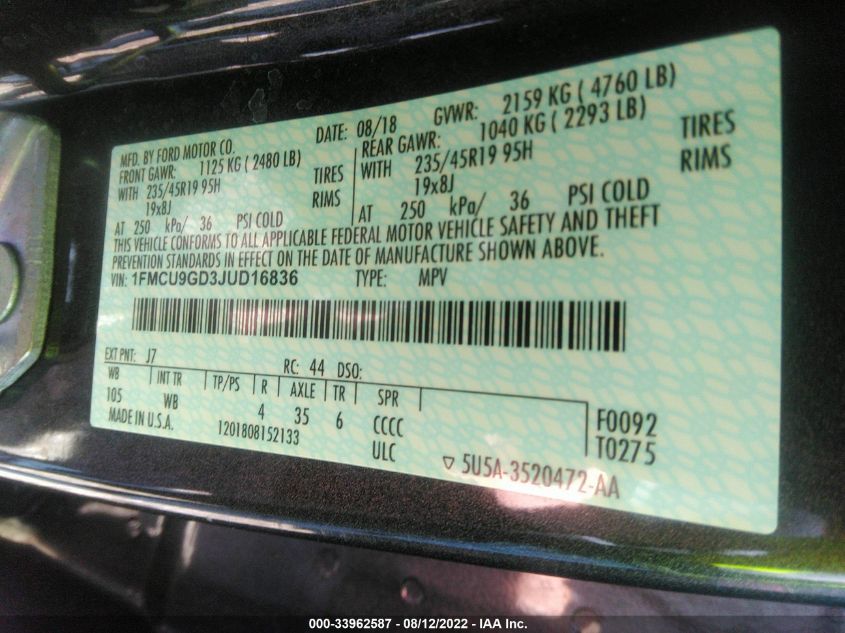 MFD. BY FORD MOTOR CO.
DATE: 08/18 GVWR: 2159 KG ( 4760 LB)
FRONT GAWR: 1125 KG ( 2480 LB)
WITH 235/45R19 95H TIRES
19x8J RIMS
AT 250 kPa/ 36 PSI COLD
REAR GAWR: 1040 KG ( 2293 LB)
WITH 235/45R19 95H TIRES
19x8J RIMS
AT 250 kPa/ 36 PSI COLD
THIS VEHICLE CONFORMS TO ALL APPLICABLE FEDERAL MOTOR VEHICLE SAFETY AND THEFT
PREVENTION STANDARDS IN EFFECT ON THE DATE OF MANUFACTURE SHOWN ABOVE.
VIN: 1FMCU9GD3JUD16836 TYPE: MPV
EXT PNT: J7 RC: 44 DSO:
WB INT TR TP/PS R AXLE TR SPR
105 WB 4 35 6 CCCC F0092
MADE IN U.S.A. 1201808152133 ULC T0275
5U5A-3520472-AA
000-33962587 - 08/12/2022 - IAA Inc.